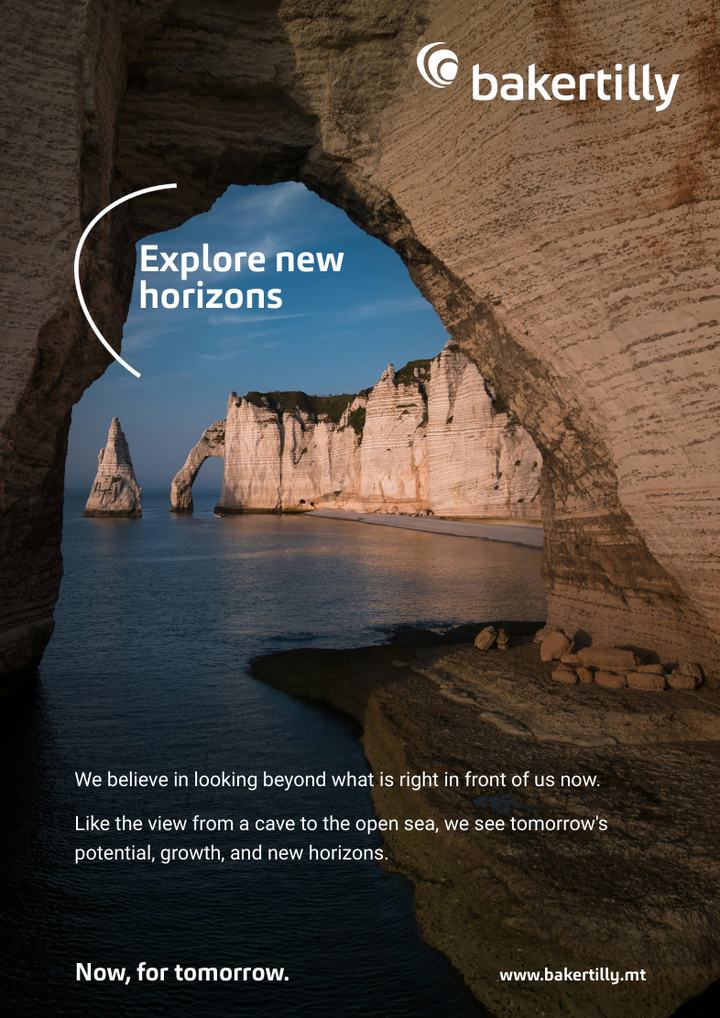 bakertilly
Explore new
horizons
We believe in looking beyond what is right in front of us now.
Like the view from a cave to the open sea, we see tomorrow's
potential, growth, and new horizons.
Now, for tomorrow.
www.bakertilly.mt